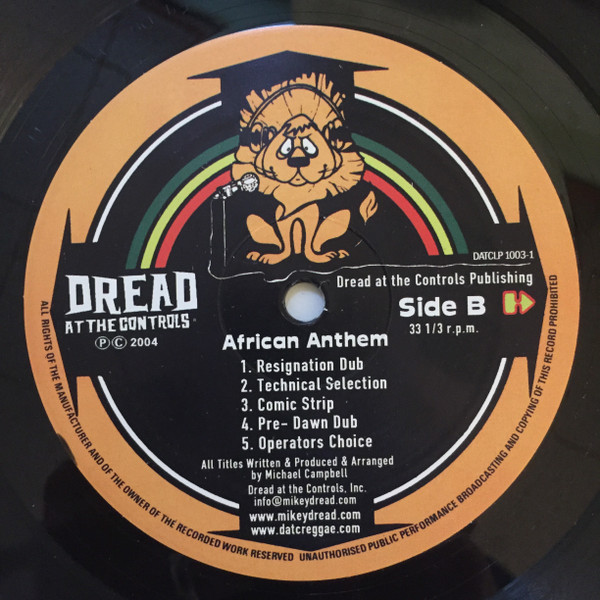 DATCLP 1003-1
DREAD
AT THE CONTROLS
Ⓟ© 2004
Dread at the Controls Publishing
Side B
33 1/3 r.p.m.
African Anthem
1. Resignation Dub
2. Technical Selection
3. Comic Strip
4. Pre- Dawn Dub
5. Operators Choice
All Titles Written & Produced & Arranged
by Michael Campbell
Dread at the Controls, Inc.
info@mikeydread.com
www.mikeydread.com
www.datcreggae.com
ALL RIGHTS OF THE MANUFACTURER AND OF THE OWNER OF THE RECORDED WORK RESERVED UNAUTHORISED PUBLIC PERFORMANCE BROADCASTING AND COPYING OF THIS RECORD PROHIBITED